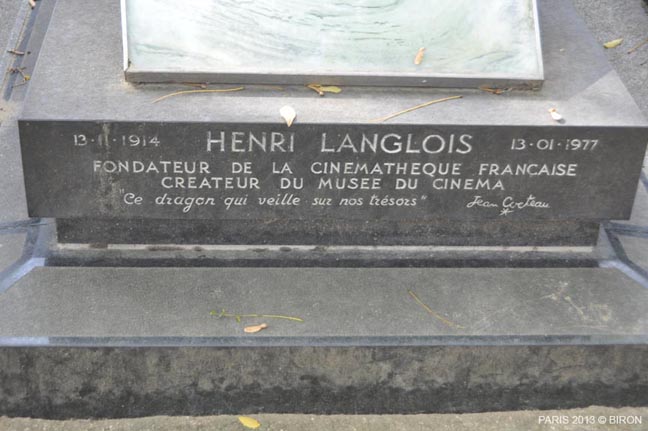 13-11-1914 HENRI LANGLOIS 13-01-1977
FONDATEUR DE LA CINEMATHEQUE FRANÇAISE
CREATEUR DU MUSEE DU CINEMA
"Ce dragon qui veille sur nos trésors" Jean Cocteau
PARIS 2013 © BIRON